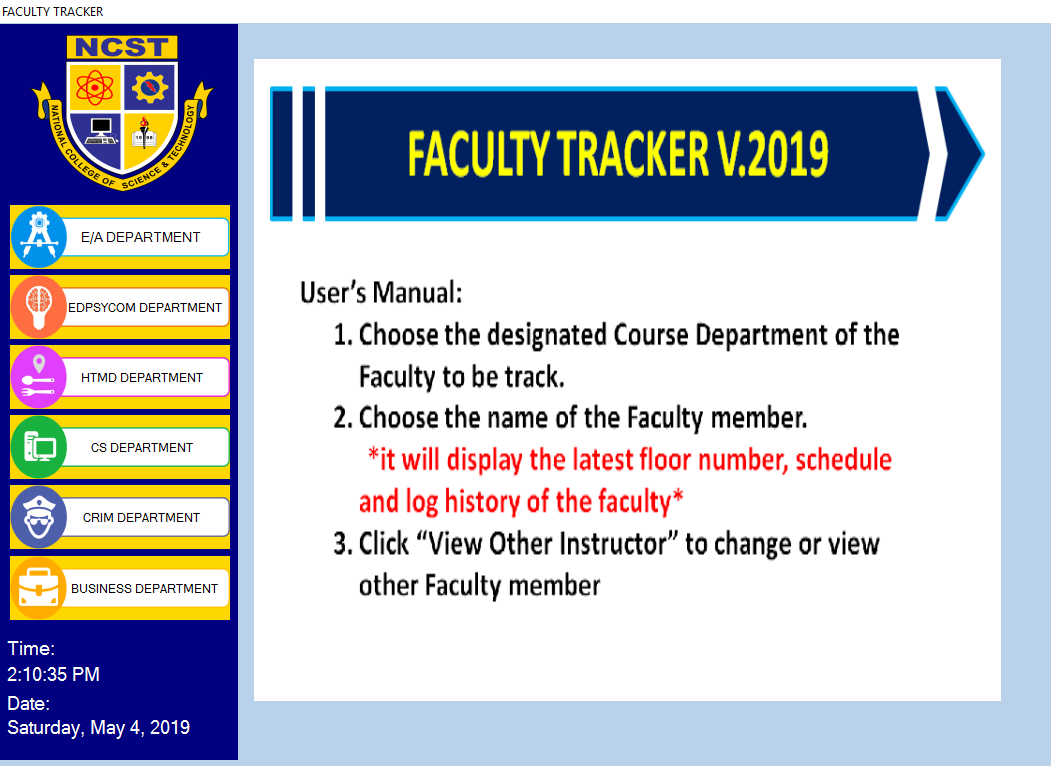 FACULTY TRACKER
NCST
NATIONAL COLLEGE OF SCIENCE & TECHNOLOGY
1998
E/A DEPARTMENT
EDPSYCOM DEPARTMENT
HTMD DEPARTMENT
CS DEPARTMENT
CRIM DEPARTMENT
BUSINESS DEPARTMENT
Time:
2:10:35 PM
Date:
Saturday, May 4, 2019
FACULTY TRACKER V.2019
User's Manual:
1. Choose the designated Course Department of the
Faculty to be track.
2. Choose the name of the Faculty member.
*it will display the latest floor number, schedule
and log history of the faculty*
3. Click “View Other Instructor” to change or view
other Faculty member